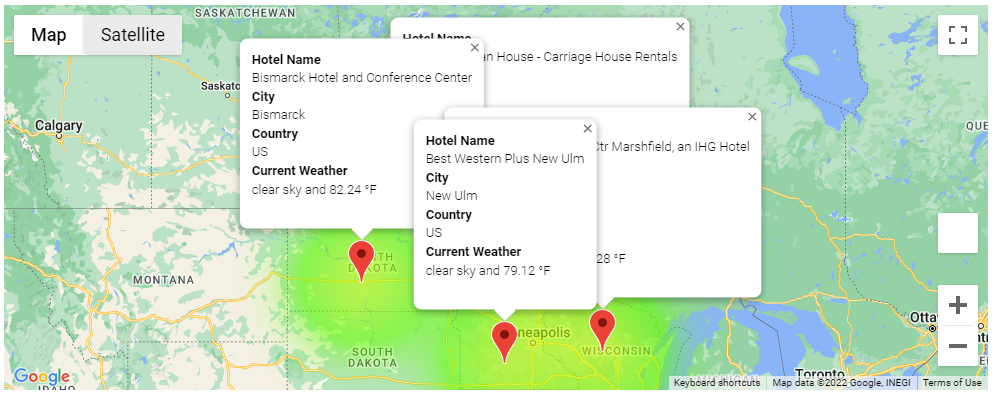 Map
Satellite
SASKATCHEWAN
Calgary
MONTANA
SOUTH
DAKOTA
WISCONSIN
Toronto
QUE
Hotel Name
an House - Carriage House Rentals
Hotel Name
Bismarck Hotel and Conference Center
City
Bismarck
Country
US
Current Weather
clear sky and 82.24 °F
Ctr Marshfield, an IHG Hotel
28 °F
Hotel Name
Best Western Plus New Ulm
City
New Ulm
Country
US
Current Weather
clear sky and 79.12 °F
DAKOTA
neapolis
Saskato
Otta
IDAHO
Google
Keyboard shortcuts
Map data ©2022 Google, INEGI
Terms of Use